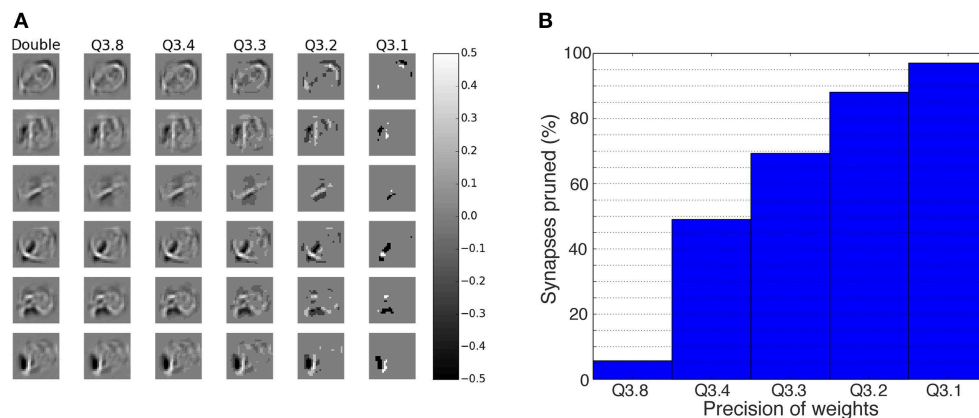 A
Double Q3.8 Q3.4 Q3.3 Q3.2 Q3.1
0.5
0.4
0.3
0.2
0.1
0.0
−0.1
−0.2
−0.3
−0.4
−0.5
B
Synapses pruned (%)
100
80
60
40
20
0
Q3.8 Q3.4 Q3.3 Q3.2 Q3.1
Precision of weights